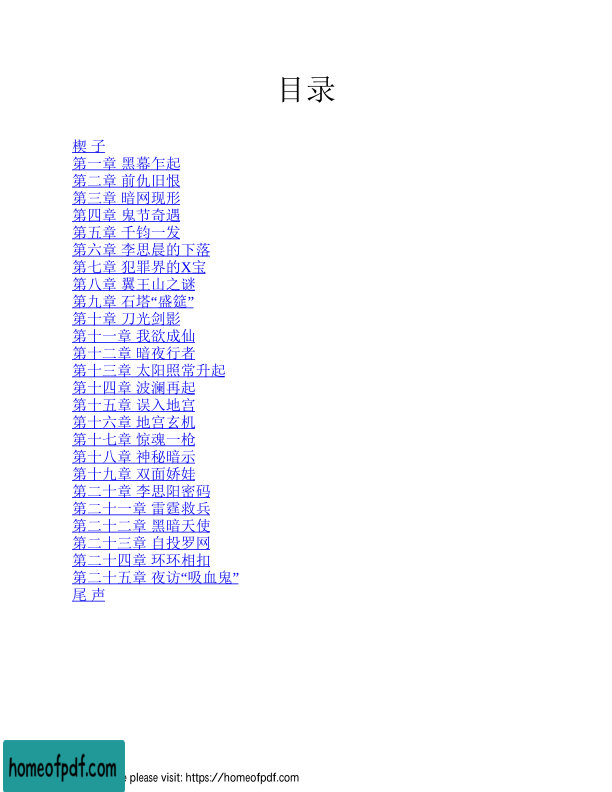 目录
楔 子
第一章 黑幕乍起
第二章 前仇旧恨
第三章 暗网现形
第四章 鬼节奇遇
第五章 千钧一发
第六章 李思晨的下落
第七章 犯罪界的X宝
第八章 翼王山之谜
第九章 石塔“盛筵”
第十章 刀光剑影
第十一章 我欲成仙
第十二章 暗夜行者
第十三章 太阳照常升起
第十四章 波澜再起
第十五章 误入地宫
第十六章 地宫玄机
第十七章 惊魂一枪
第十八章 神秘暗示
第十九章 双面娇娃
第二十章 李思阳密码
第二十一章 雷霆救兵
第二十二章 黑暗天使
第二十三章 自投罗网
第二十四章 环环相扣
第二十五章 夜访“吸血鬼”
尾 声
homeofpdf.com
e please visit: https://homeofpdf.com